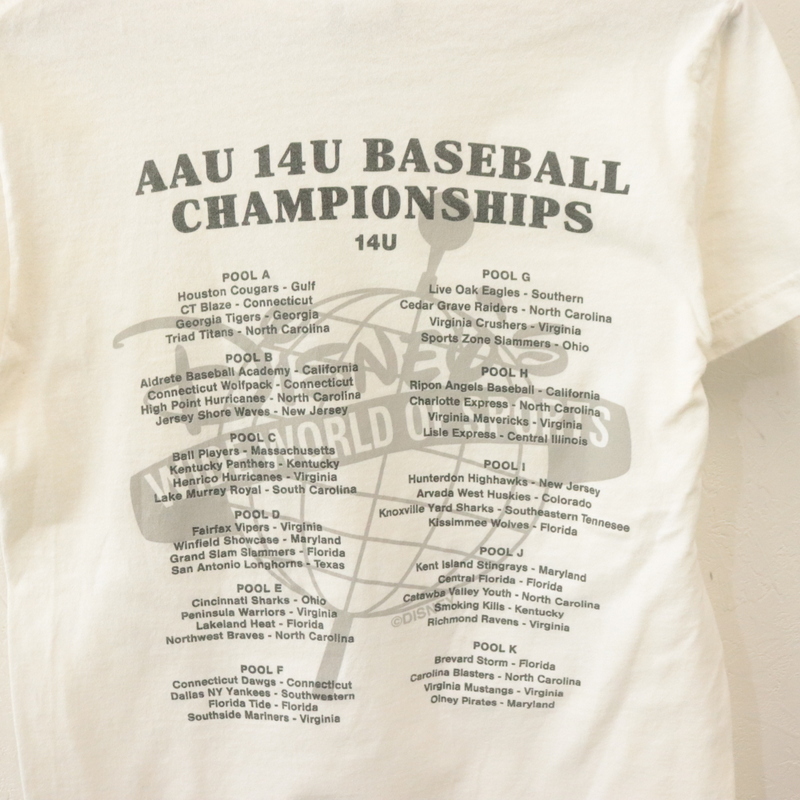 AAU 14U BASEBALL
CHAMPIONSHIPS
14U
POOL A
Houston Cougars - Gulf
CT Blaze - Connecticut
Georgia Tigers - Georgia
Triad Titans - North Carolina
POOL B
Aldrete Baseball Academy - California
Connecticut Wolfpack - Connecticut
High Point Hurricanes - North Carolina
Jersey Shore Waves - New Jersey
POOL C
Ball Players - Massachusetts
Kentucky Panthers - Kentucky
Henrico Hurricanes - Virginia
Lake Murray Royal - South Carolina
POOL D
Fairfax Vipers - Virginia
Winfield Showcase - Maryland
Grand Slam Slammers - Florida
San Antonio Longhorns - Texas
POOL E
Cincinnati Sharks - Ohio
Peninsula Warriors - Virginia
Lakeland Heat - Florida
Northwest Braves - North Carolina
POOL F
Connecticut Dawgs - Connecticut
Dallas NY Yankees - Southwestern
Florida Tide - Florida
Southside Mariners - Virginia
POOL G
Live Oak Eagles - Southern
Cedar Grave Raiders - North Carolina
Virginia Crushers - Virginia
Sports Zone Slammers - Ohio
POOL H
Ripon Angels Baseball - California
Charlotte Express - North Carolina
Virginia Mavericks - Virginia
Lisle Express - Central Illinois
POOL I
Hunterdon Highhawks - New Jersey
Arvada West Huskies - Colorado
Knoxville Yard Sharks - Southeastern Tennesee
Kissimmee Wolves - Florida
POOL J
Kent Island Stingrays - Maryland
Central Florida - Florida
Catawba Valley Youth - North Carolina
Smoking Kills - Kentucky
Richmond Ravens - Virginia
POOL K
Brevard Storm - Florida
Carolina Blasters - North Carolina
Virginia Mustangs - Virginia
Olney Pirates - Maryland
DISNEY'S
WIDE WORLD OF SPORTS
©DISNEY